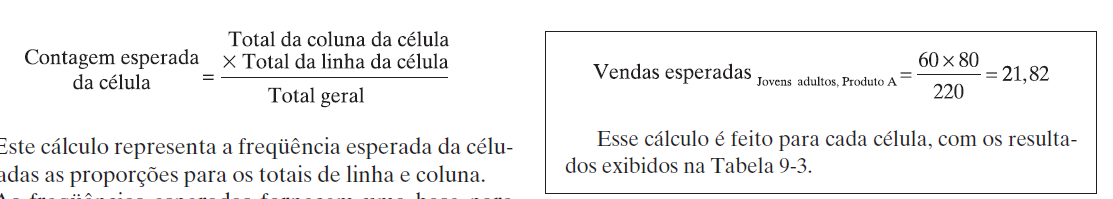 Contagem esperada da célula = Total da coluna da célula × Total da linha da célula / Total geral
Este cálculo representa a freqüência esperada da célu-
adas as proporções para os totais de linha e coluna.
Vendas esperadas Jovens adultos, Produto A = 60 × 80 / 220 = 21,82
Esse cálculo é feito para cada célula, com os resulta-
dos exibidos na Tabela 9-3.